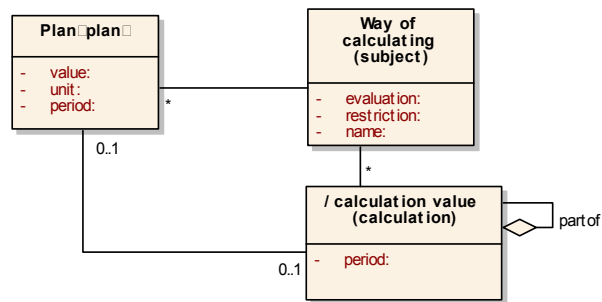 Plan□plan□
- value:
- unit:
- period:
Way of
calculating
(subject)
- evaluation:
- restriction:
- name:
*
0..1
*
/ calculation value
(calculation)
- period:
part of
0..1